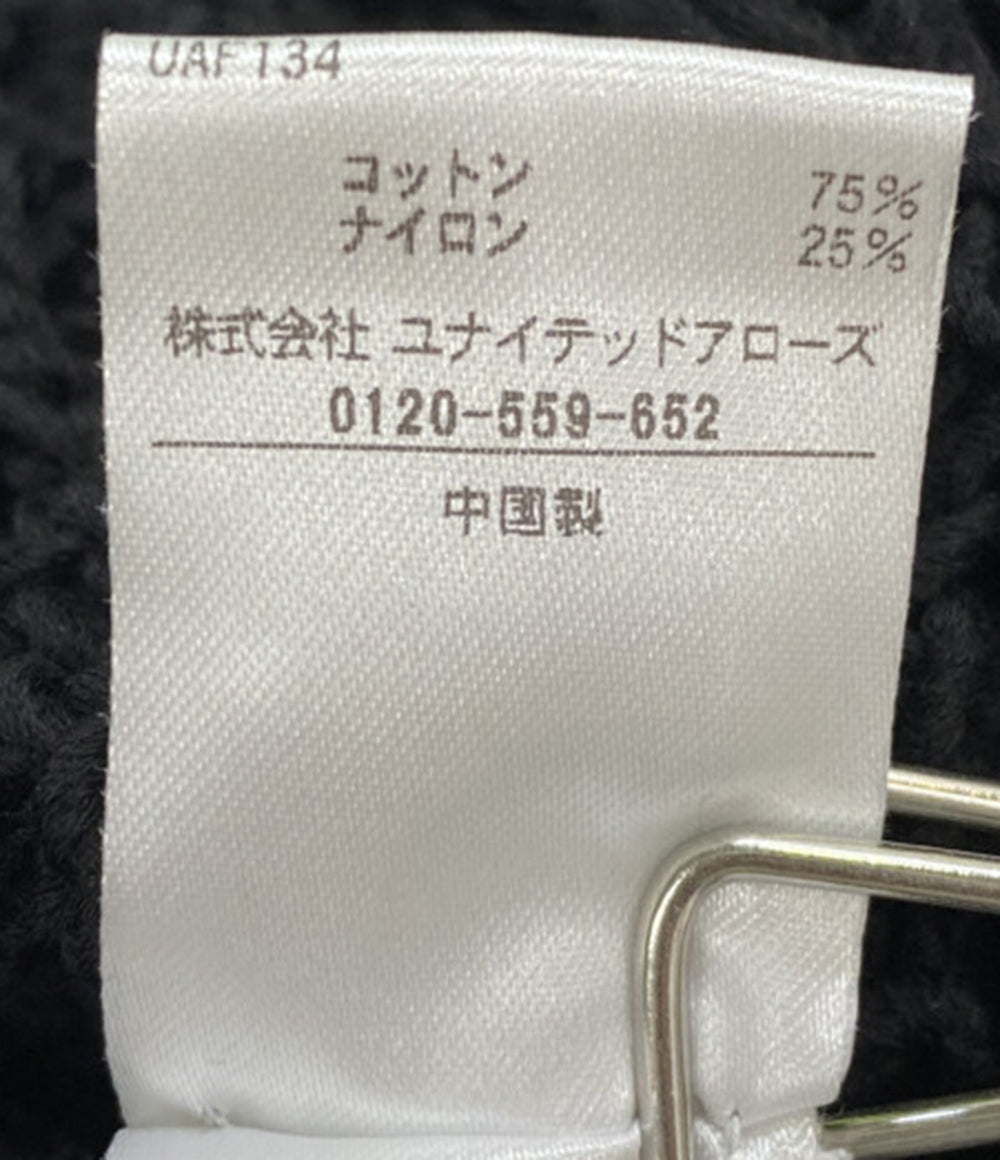 UAF134
コットン 75%
ナイロン 25%
株式会社 ユナイテッドアローズ
0120-559-652
中国製